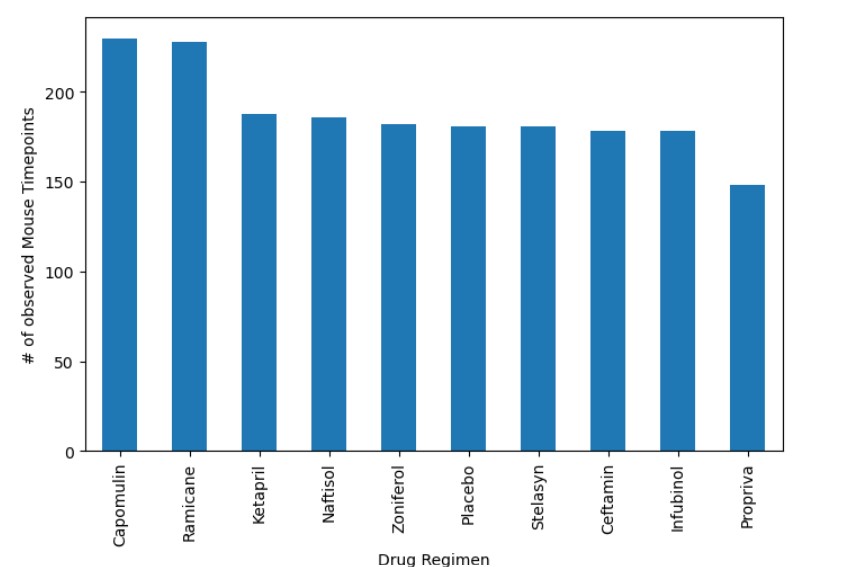 # of observed Mouse Timepoints
200
150
100
50
0
Capomulin
Ramicane
Ketapril
Naftisol
Zoniferol
Placebo
Stelasyn
Ceftamin
Infubinol
Propriva
Drug Regimen